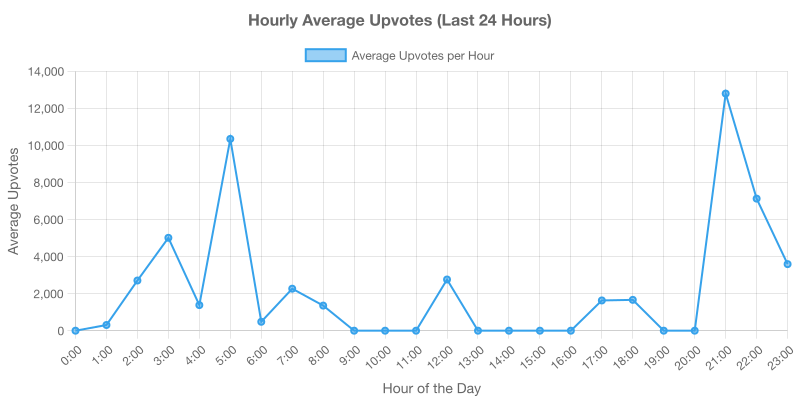 Hourly Average Upvotes (Last 24 Hours)
Average Upvotes per Hour
14,000
12,000
10,000
8,000
6,000
4,000
2,000
0
Average Upvotes
0:00 1:00 2:00 3:00 4:00 5:00 6:00 7:00 8:00 9:00 10:00 11:00 12:00 13:00 14:00 15:00 16:00 17:00 18:00 19:00 20:00 21:00 22:00 23:00
Hour of the Day